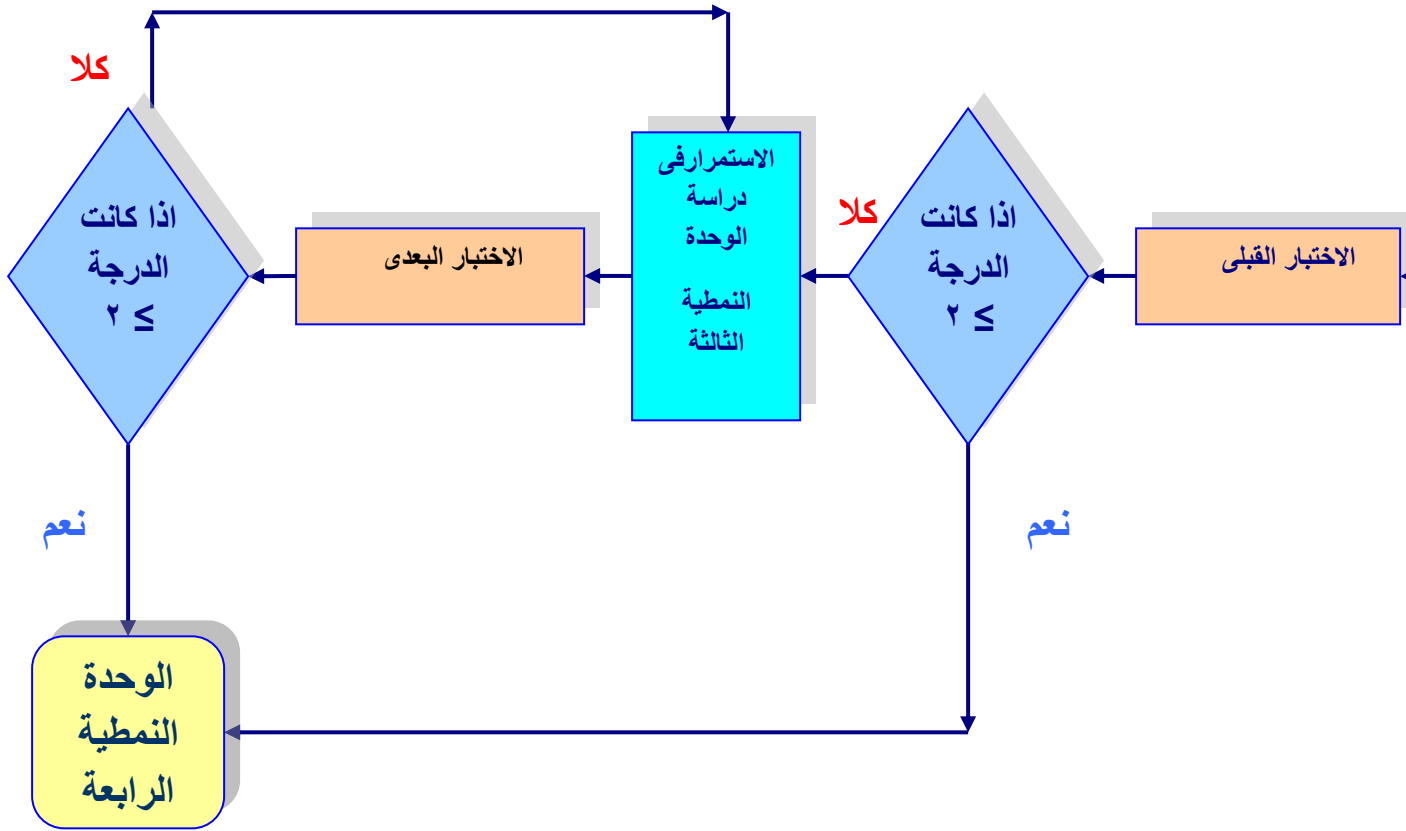 الاختبار القبلى
اذا كانت
الدرجة
≥ ٢
كلا
نعم
الاستمرارفى
دراسة
الوحدة
النمطية
الثالثة
الاختبار البعدى
اذا كانت
الدرجة
≥ ٢
كلا
نعم
الوحدة
النمطية
الرابعة